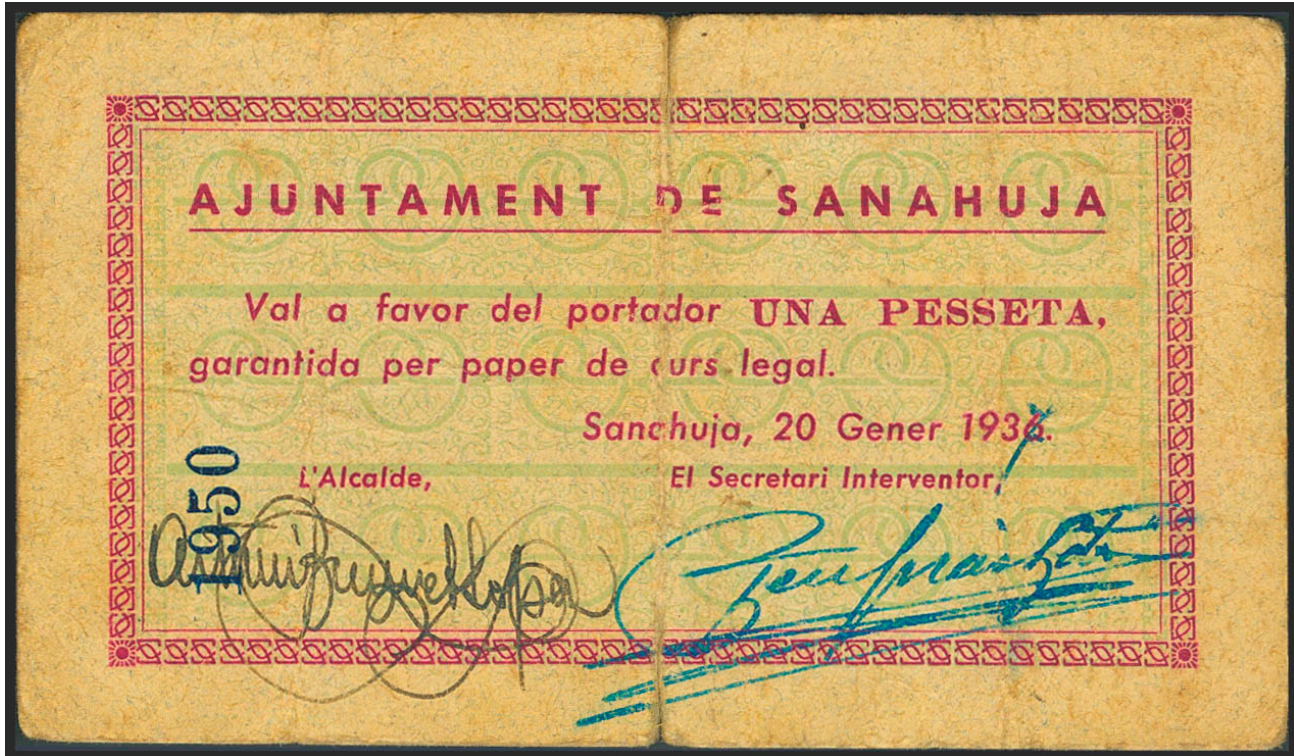 AJUNTAMENT DE SANAHUJA
Val a favor del portador UNA PESSETA,
garantida per paper de curs legal.
Sanahuja, 20 Gener 1937.
L'Alcalde,
El Secretari Interventor,
1950